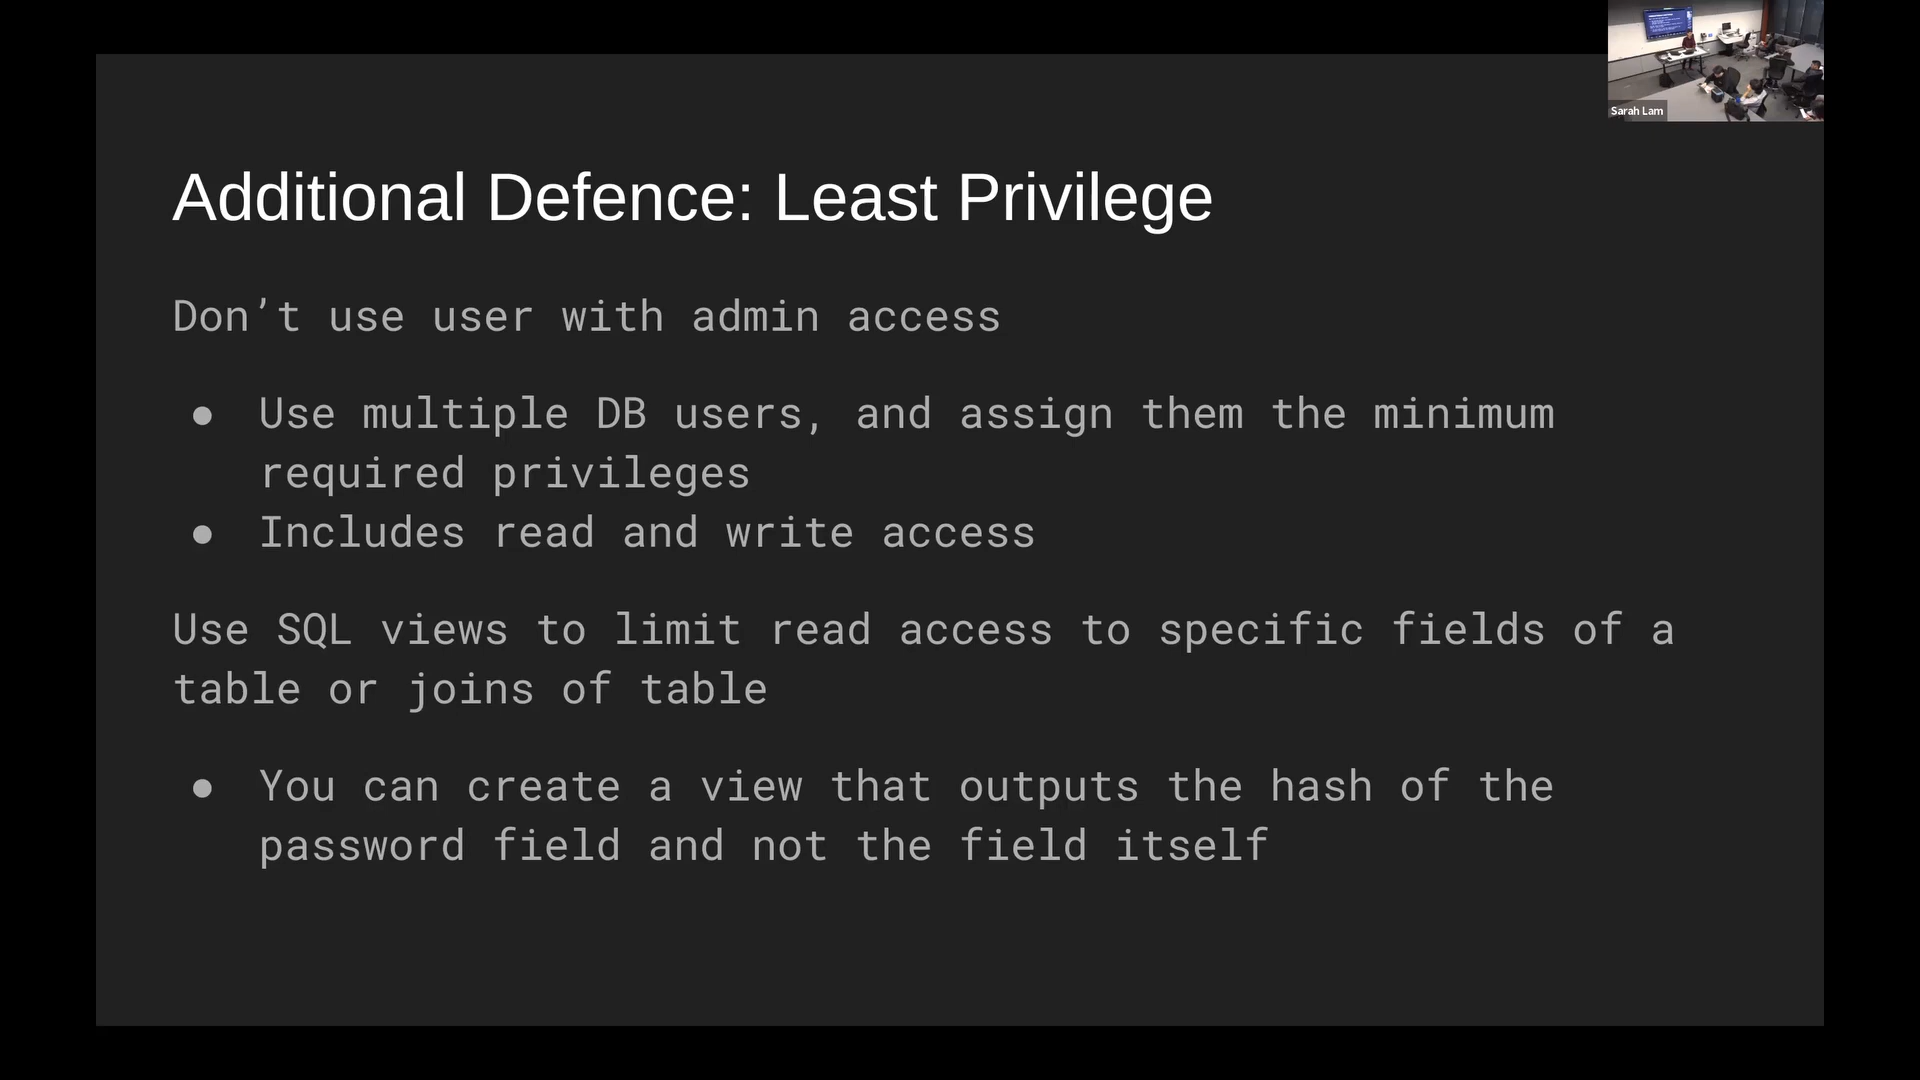 Sarah Lam
Additional Defence: Least Privilege
Don’t use user with admin access
● Use multiple DB users, and assign them the minimum
required privileges
● Includes read and write access
Use SQL views to limit read access to specific fields of a
table or joins of table
● You can create a view that outputs the hash of the
password field and not the field itself